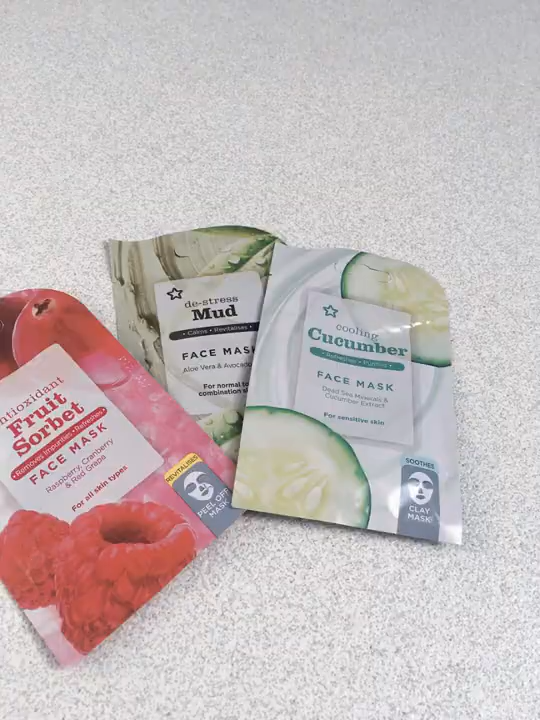 ntioxidant
Fruit
Sorbet
• Removes Impurities • Refreshes •
FACE MASK
Raspberry, Cranberry
& Red Grape
For all skin types
REVITALISES
PEEL OFF
MASK
de-stress
Mud
• Calms • Revitalises •
FACE MASK
Aloe Vera & Avocado
For normal to
combination
cooling
Cucumber
• Refreshes • Purifies •
FACE MASK
Dead Sea Minerals &
Cucumber Extract
For sensitive skin
SOOTHES
CLAY
MASK